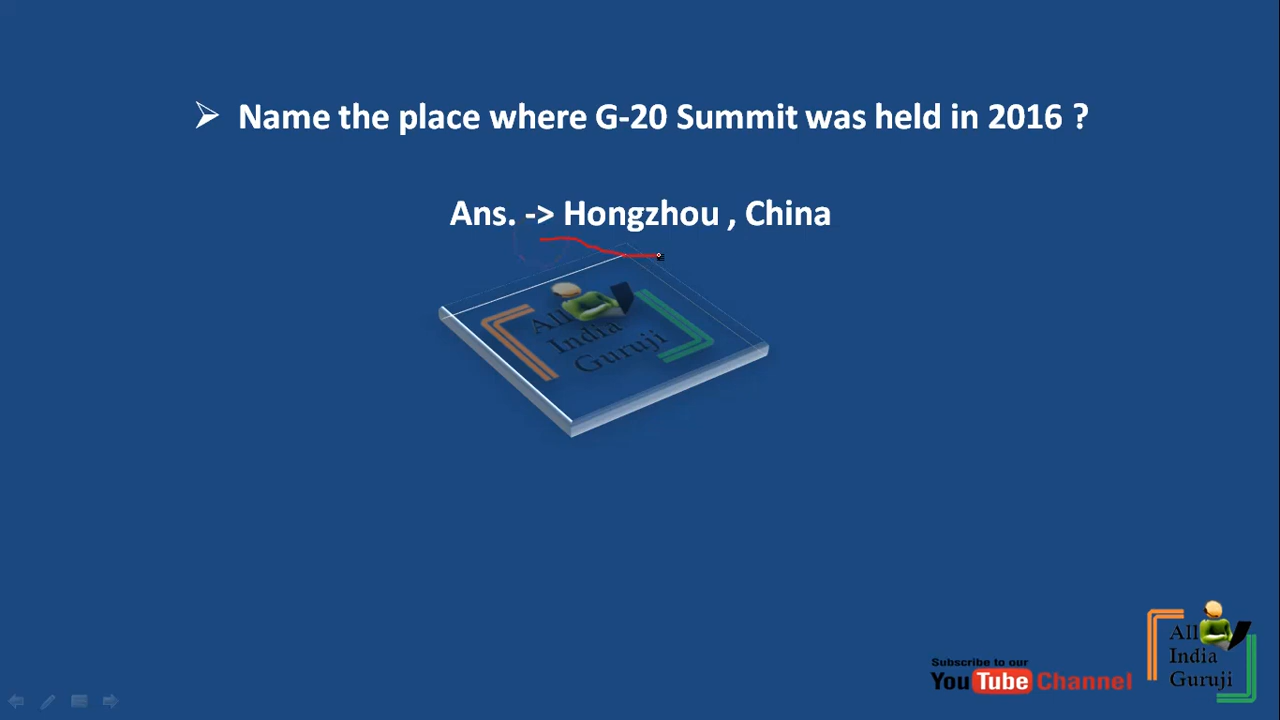 Name the place where G-20 Summit was held in 2016 ?
Ans. -> Hongzhou , China
All
India
Guruji
Subscribe to our
YouTube Channel
All
India
Guruji